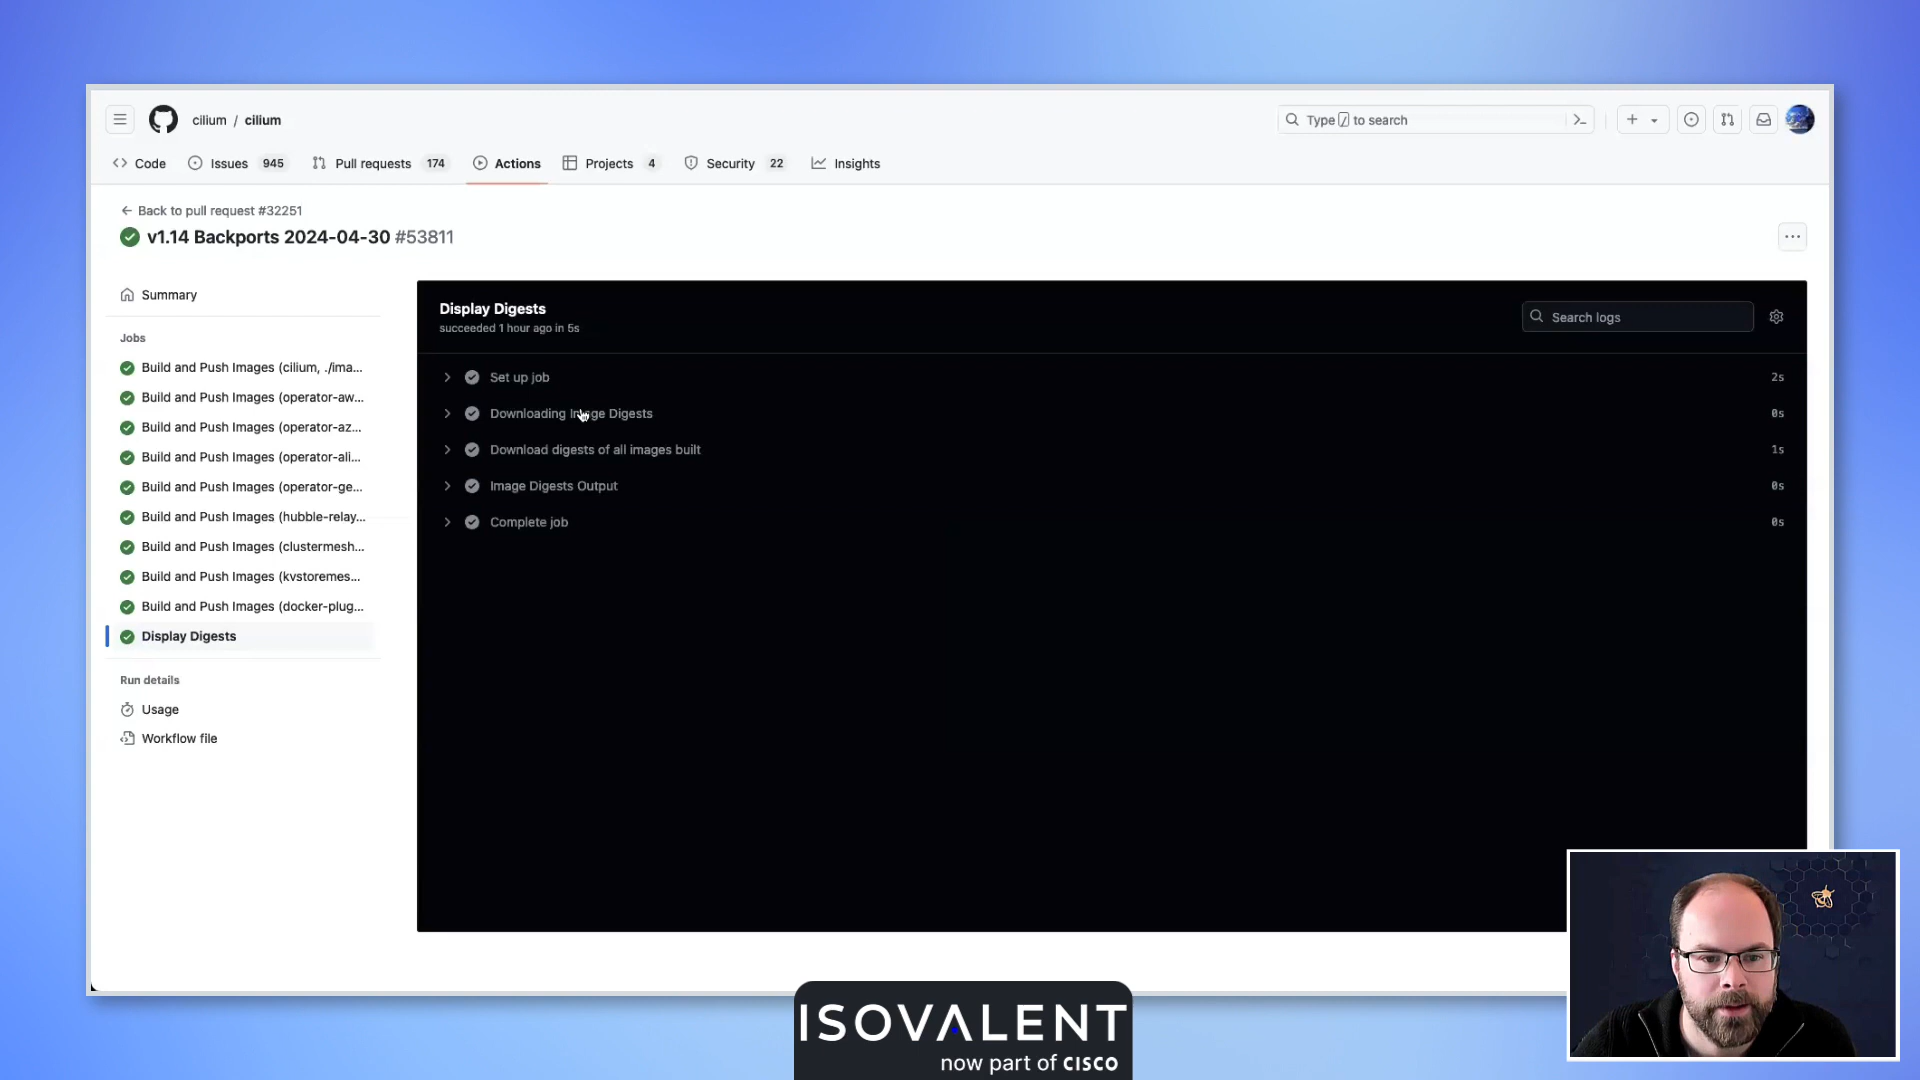 cilium / cilium
Type / to search
Code
Issues 945
Pull requests 174
Actions
Projects 4
Security 22
Insights
Back to pull request #32251
v1.14 Backports 2024-04-30 #53811
Summary
Jobs
Build and Push Images (cilium, ./ima...
Build and Push Images (operator-aw...
Build and Push Images (operator-az...
Build and Push Images (operator-ali...
Build and Push Images (operator-ge...
Build and Push Images (hubble-relay...
Build and Push Images (clustermesh...
Build and Push Images (kvstoremes...
Build and Push Images (docker-plug...
Display Digests
Run details
Usage
Workflow file
Display Digests
succeeded 1 hour ago in 5s
Search logs
Set up job 2s
Downloading Image Digests 0s
Download digests of all images built 1s
Image Digests Output 0s
Complete job 0s
ISOVALENT
now part of CISCO